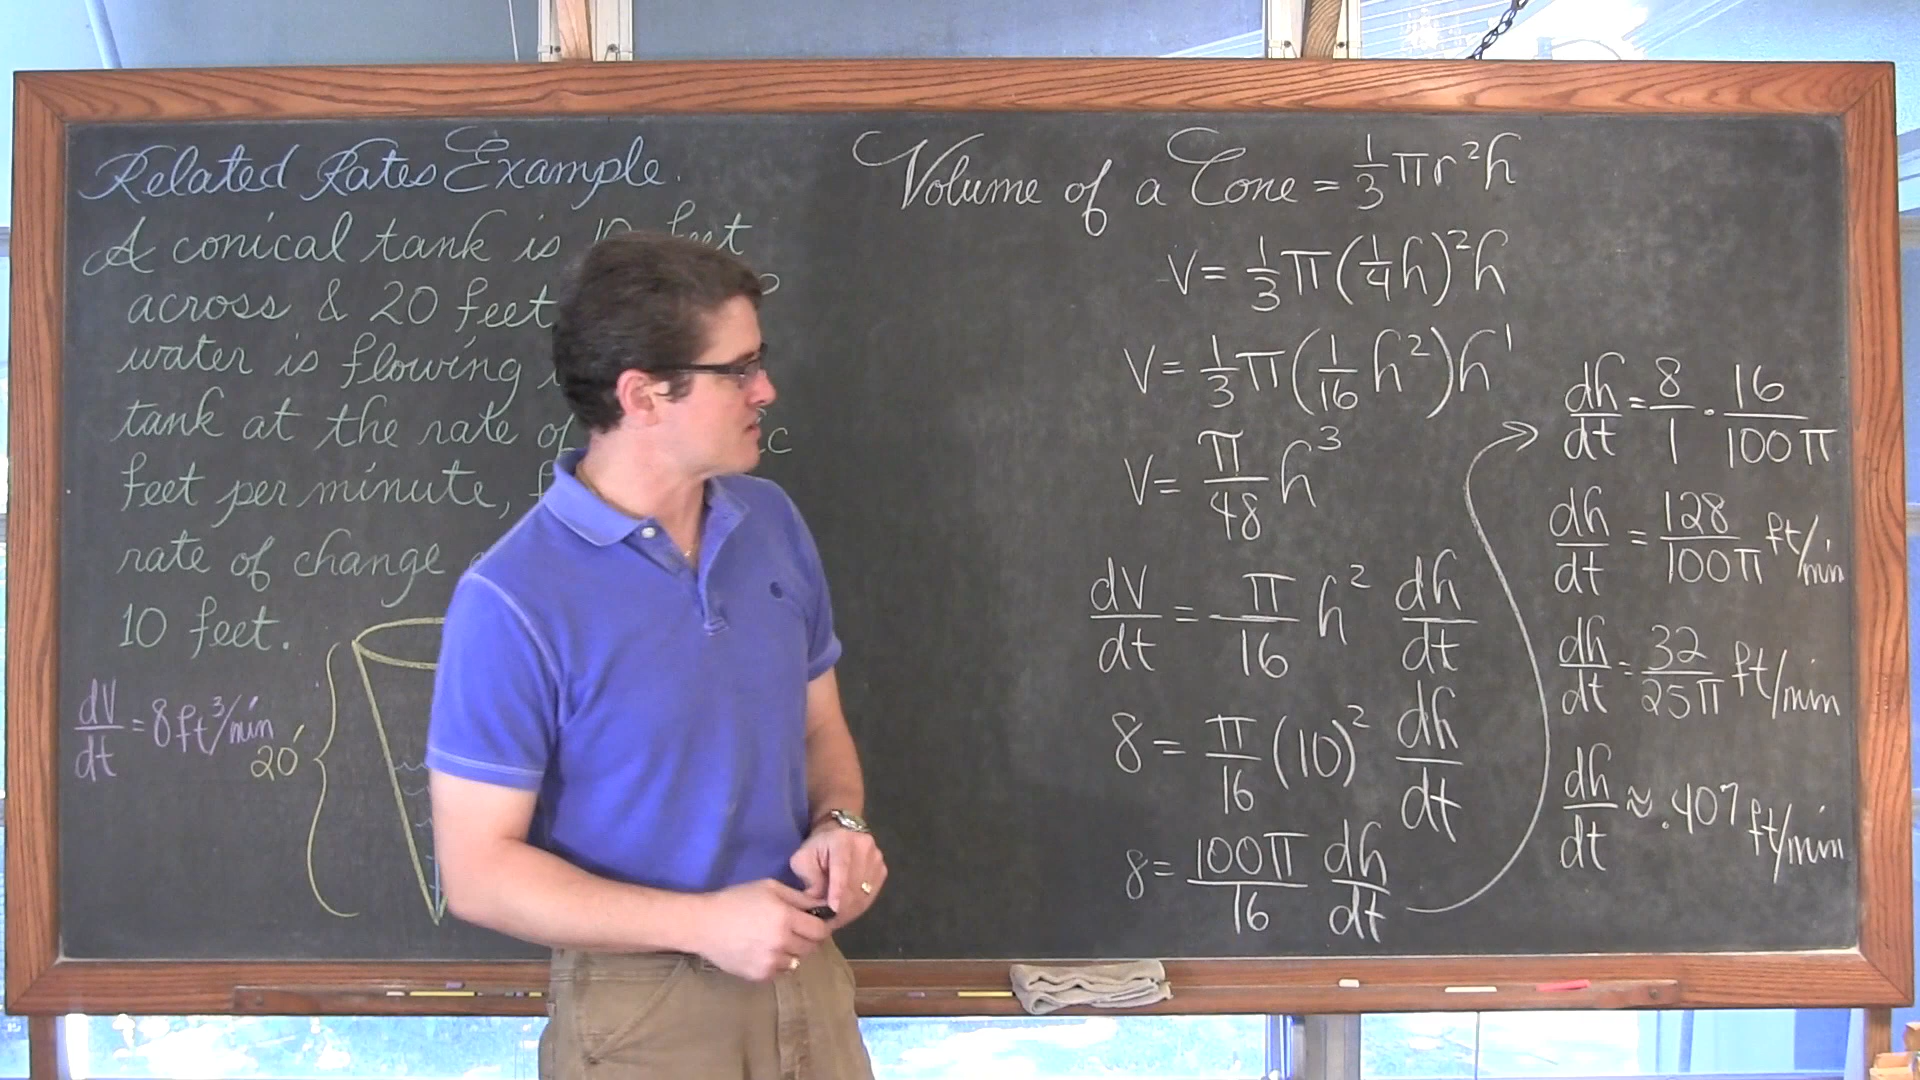 Related Rates Example.
A conical tank is 10 feet
across & 20 feet
water is flowing
tank at the rate of
feet per minute,
rate of change
10 feet.
dV/dt = 8 ft³/min
20'
Volume of a Cone = 1/3 πr²h
V = 1/3 π(1/4 h)²h
V = 1/3 π(1/16 h²)h¹
V = π/48 h³
dV/dt = π/16 h² dh/dt
8 = π/16 (10)² dh/dt
8 = 100π/16 dh/dt
dh/dt = 8/1 · 16/100π
dh/dt = 128/100π ft/min
dh/dt = 32/25π ft/min
dh/dt ≈ .407 ft/min